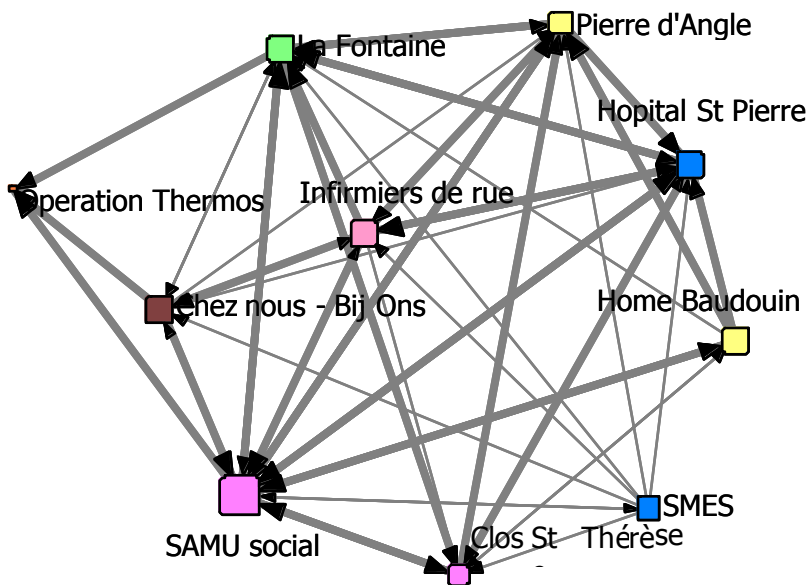 La Fontaine
Pierre d'Angle
Hopital St Pierre
Infirmiers de rue
Operation Thermos
Chez nous - Bij Ons
Home Baudouin
SMES
Clos St Thérèse
SAMU social